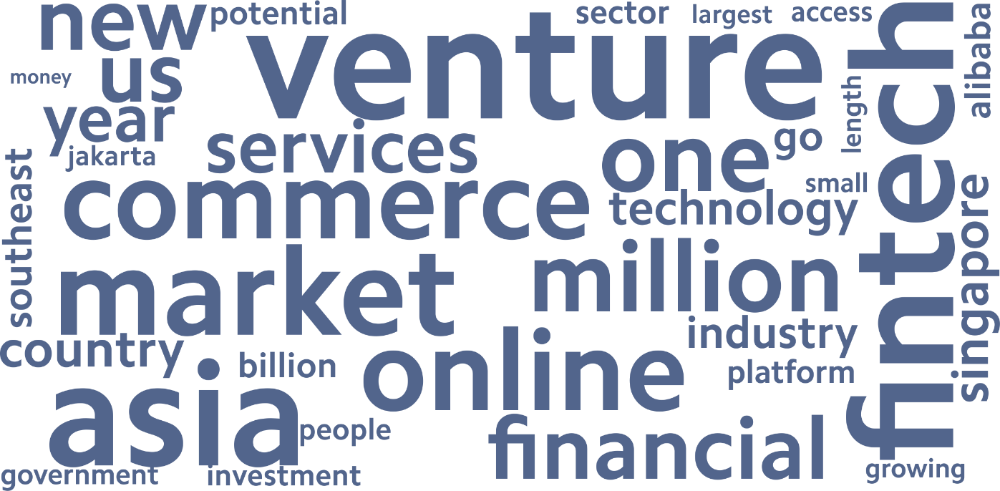 new
potential
venture
sector
largest
access
fintech
alibaba
money
us
length
year
services
one
go
jakarta
southeast
commerce
small
technology
singapore
market
million
country
billion
online
industry
platform
asia
people
financial
government
investment
growing